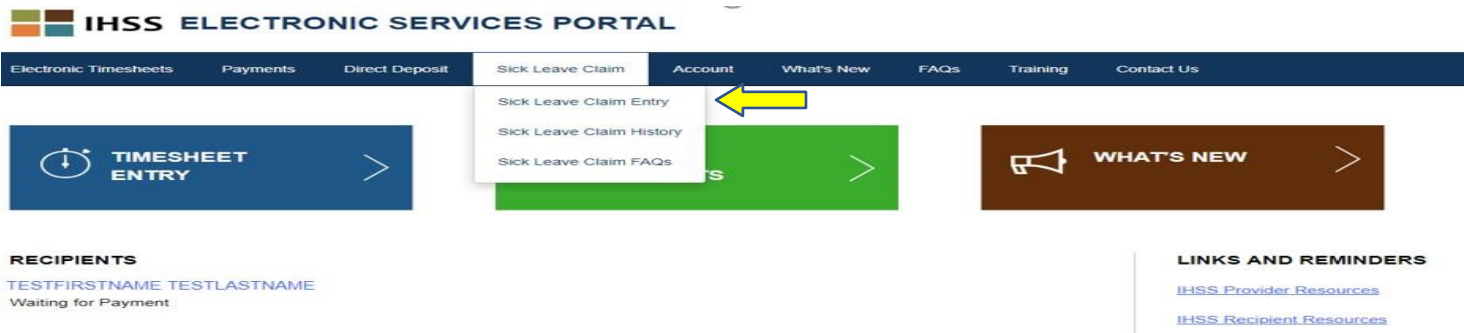 IHSS ELECTRONIC SERVICES PORTAL
Electronic Timesheets Payments Direct Deposit Sick Leave Claim Account What's New FAQs Training Contact Us
Sick Leave Claim Entry
Sick Leave Claim History
Sick Leave Claim FAQs
TIMESHEET
ENTRY
WHAT'S NEW
RECIPIENTS
TESTFIRSTNAME TESTLASTNAME
Waiting for Payment
LINKS AND REMINDERS
IHSS Provider Resources
IHSS Recipient Resources